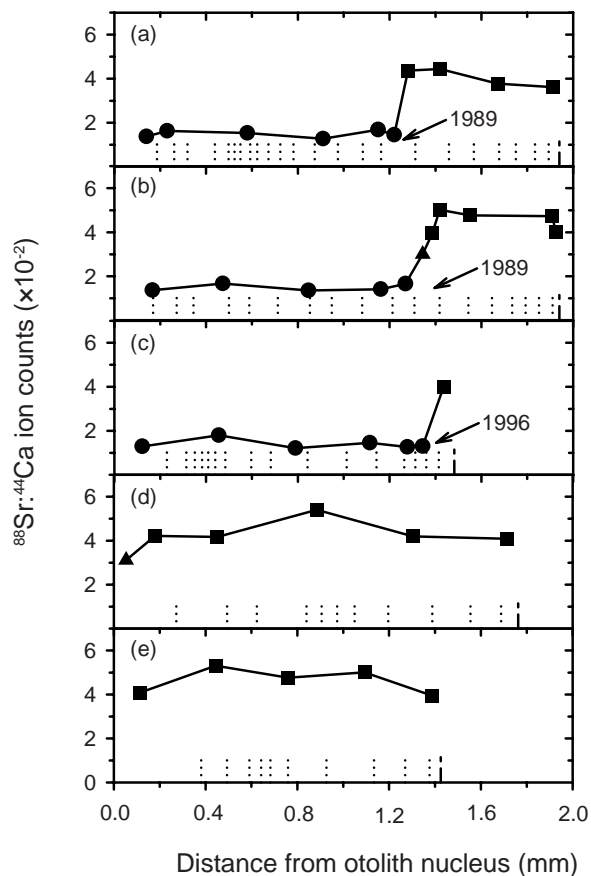 (a)
6
4
2
1989
(b)
6
4
2
1989
(c)
6
4
2
1996
(d)
6
4
2
(e)
6
4
2
0
0.0 0.4 0.8 1.2 1.6 2.0
⁸⁸Sr:⁴⁴Ca ion counts (×10⁻²)
Distance from otolith nucleus (mm)